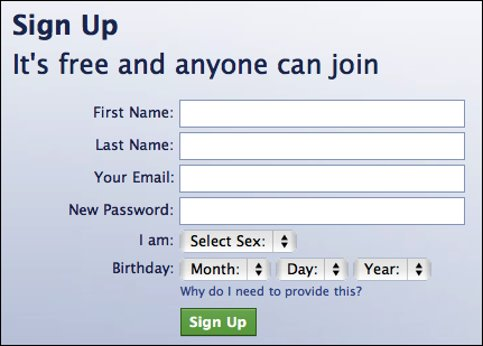 Sign Up
It's free and anyone can join
First Name:
Last Name:
Your Email:
New Password:
I am: Select Sex:
Birthday: Month: Day: Year:
Why do I need to provide this?
Sign Up